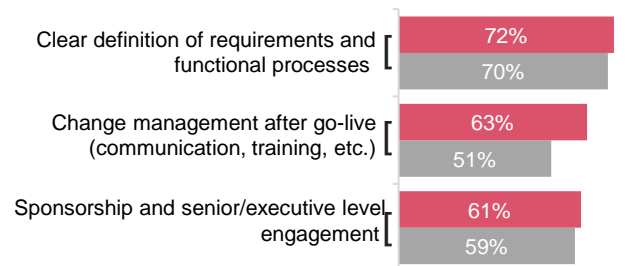 Clear definition of requirements and
functional processes
72%
70%
Change management after go-live
(communication, training, etc.)
63%
51%
Sponsorship and senior/executive level
engagement
61%
59%